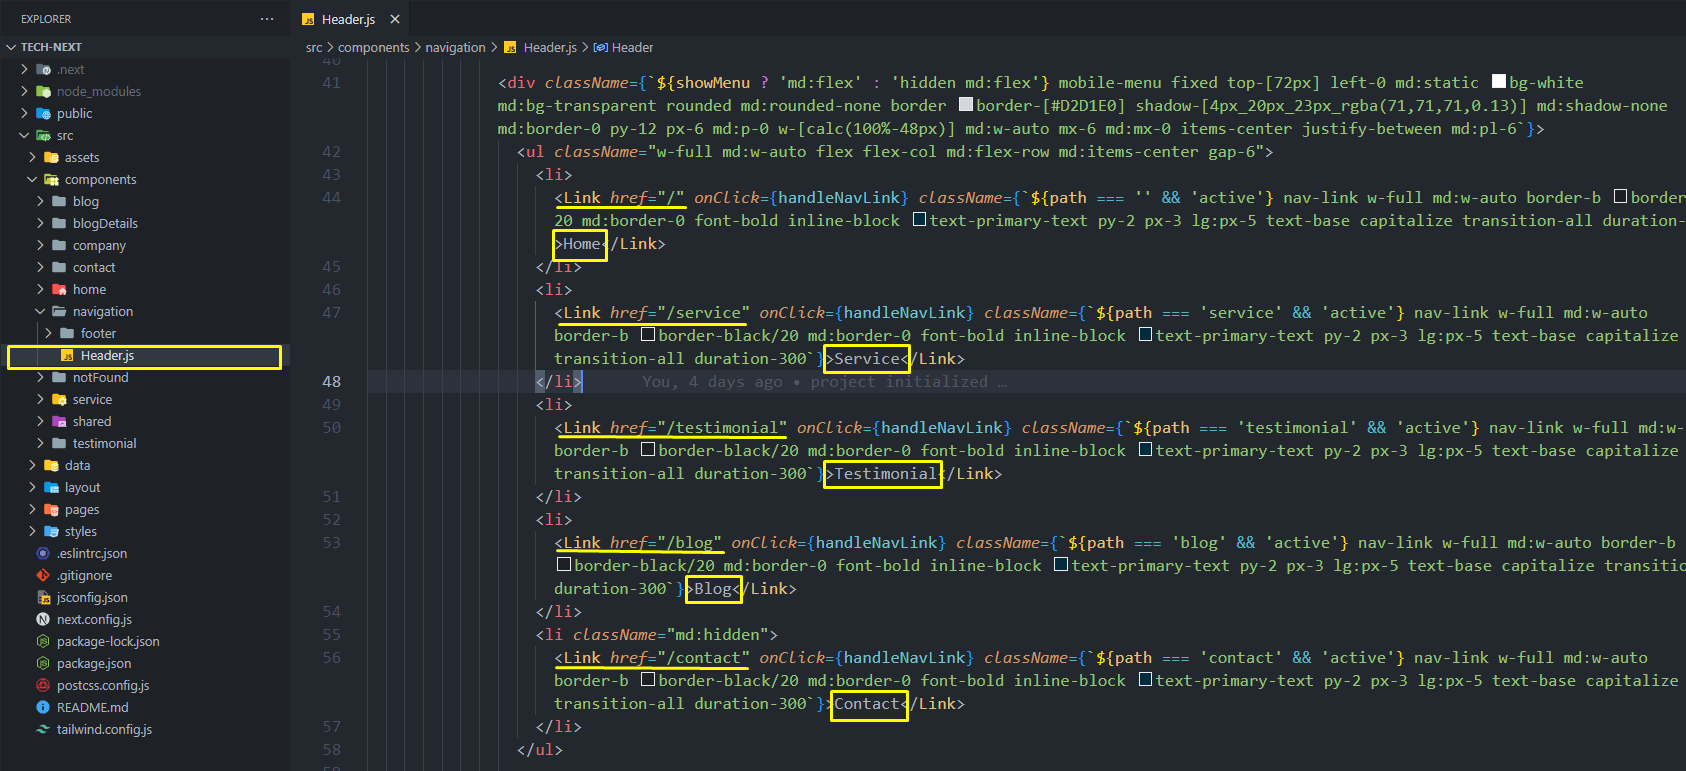 EXPLORER
TECH-NEXT
.next
node_modules
public
src
assets
components
blog
blogDetails
company
contact
home
navigation
footer
Header.js
notFound
service
shared
testimonial
data
layout
pages
styles
.eslintrc.json
.gitignore
jsconfig.json
next.config.js
package-lock.json
package.json
postcss.config.js
README.md
tailwind.config.js
Header.js
src > components > navigation > Header.js > Header
40
41 <div className={`${showMenu ? 'md:flex' : 'hidden md:flex'} mobile-menu fixed top-[72px] left-0 md:static bg-white
md:bg-transparent rounded md:rounded-none border border-[#D2D1E0] shadow-[4px_20px_23px_rgba(71,71,71,0.13)] md:shadow-none
md:border-0 py-12 px-6 md:p-0 w-[calc(100%-48px)] md:w-auto mx-6 md:mx-0 items-center justify-between md:pl-6`}>
42 <ul className="w-full md:w-auto flex flex-col md:flex-row md:items-center gap-6">
43 <li>
44 <Link href="/" onClick={handleNavLink} className={`${path === '' && 'active'} nav-link w-full md:w-auto border-b border
20 md:border-0 font-bold inline-block text-primary-text py-2 px-3 lg:px-5 text-base capitalize transition-all duration-
>Home</Link>
45 </li>
46 <li>
47 <Link href="/service" onClick={handleNavLink} className={`${path === 'service' && 'active'} nav-link w-full md:w-auto
border-b border-black/20 md:border-0 font-bold inline-block text-primary-text py-2 px-3 lg:px-5 text-base capitalize
transition-all duration-300`}>Service</Link>
48 </li> You, 4 days ago • project initialized …
49 <li>
50 <Link href="/testimonial" onClick={handleNavLink} className={`${path === 'testimonial' && 'active'} nav-link w-full md:w-
border-b border-black/20 md:border-0 font-bold inline-block text-primary-text py-2 px-3 lg:px-5 text-base capitalize
transition-all duration-300`}>Testimonial</Link>
51 </li>
52 <li>
53 <Link href="/blog" onClick={handleNavLink} className={`${path === 'blog' && 'active'} nav-link w-full md:w-auto border-b
border-black/20 md:border-0 font-bold inline-block text-primary-text py-2 px-3 lg:px-5 text-base capitalize transitio
duration-300`}>Blog</Link>
54 </li>
55 <li className="md:hidden">
56 <Link href="/contact" onClick={handleNavLink} className={`${path === 'contact' && 'active'} nav-link w-full md:w-auto
border-b border-black/20 md:border-0 font-bold inline-block text-primary-text py-2 px-3 lg:px-5 text-base capitalize
transition-all duration-300`}>Contact</Link>
57 </li>
58 </ul>